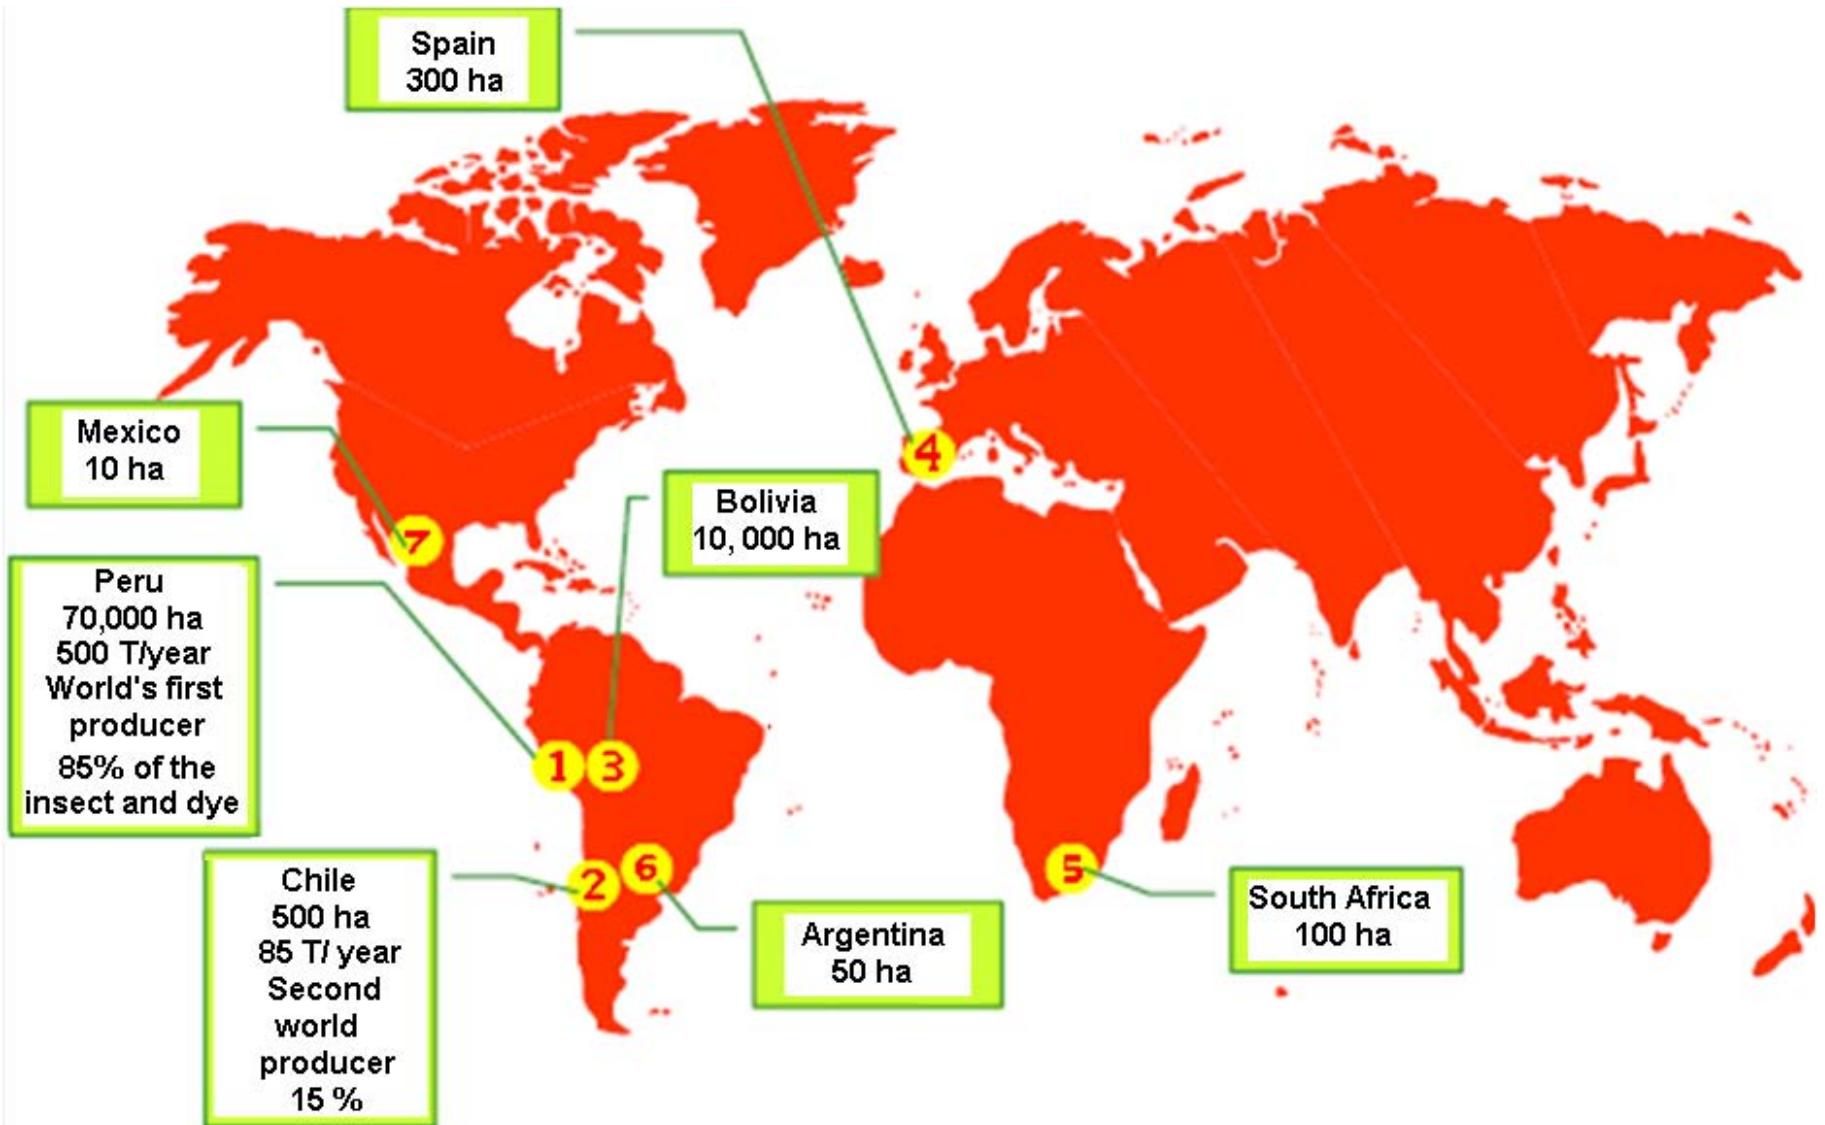 Spain
300 ha
Mexico
10 ha
Bolivia
10, 000 ha
Peru
70,000 ha
500 T/year
World's first
producer
85% of the
insect and dye
Chile
500 ha
85 T/ year
Second
world
producer
15 %
Argentina
50 ha
South Africa
100 ha
4
7
1
3
2
6
5